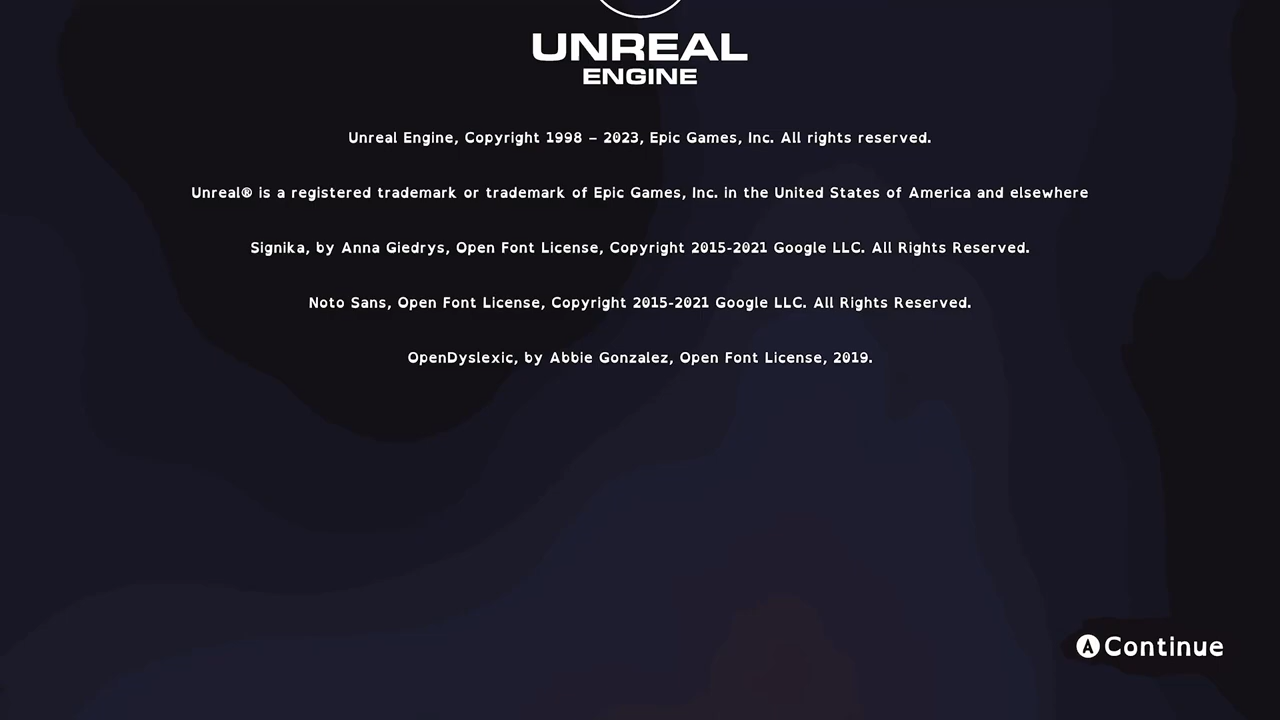 UNREAL
ENGINE
Unreal Engine, Copyright 1998 – 2023, Epic Games, Inc. All rights reserved.
Unreal® is a registered trademark or trademark of Epic Games, Inc. in the United States of America and elsewhere
Signika, by Anna Giedrys, Open Font License, Copyright 2015-2021 Google LLC. All Rights Reserved.
Noto Sans, Open Font License, Copyright 2015-2021 Google LLC. All Rights Reserved.
OpenDyslexic, by Abbie Gonzalez, Open Font License, 2019.
A Continue